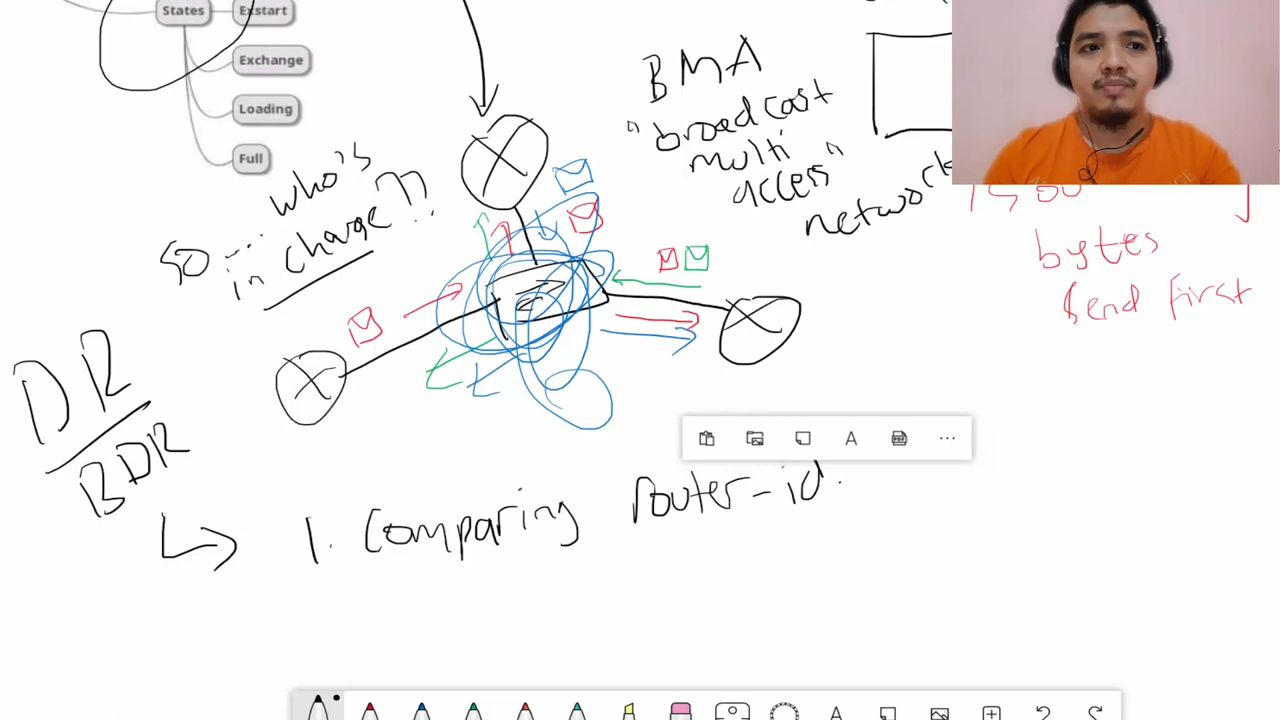 States
Exstart
Exchange
Loading
Full
BMA
"broadcast
multi
access"
network
so .... who's
in charge ??
bytes
send first
DR
BDR
1. Comparing router-id.